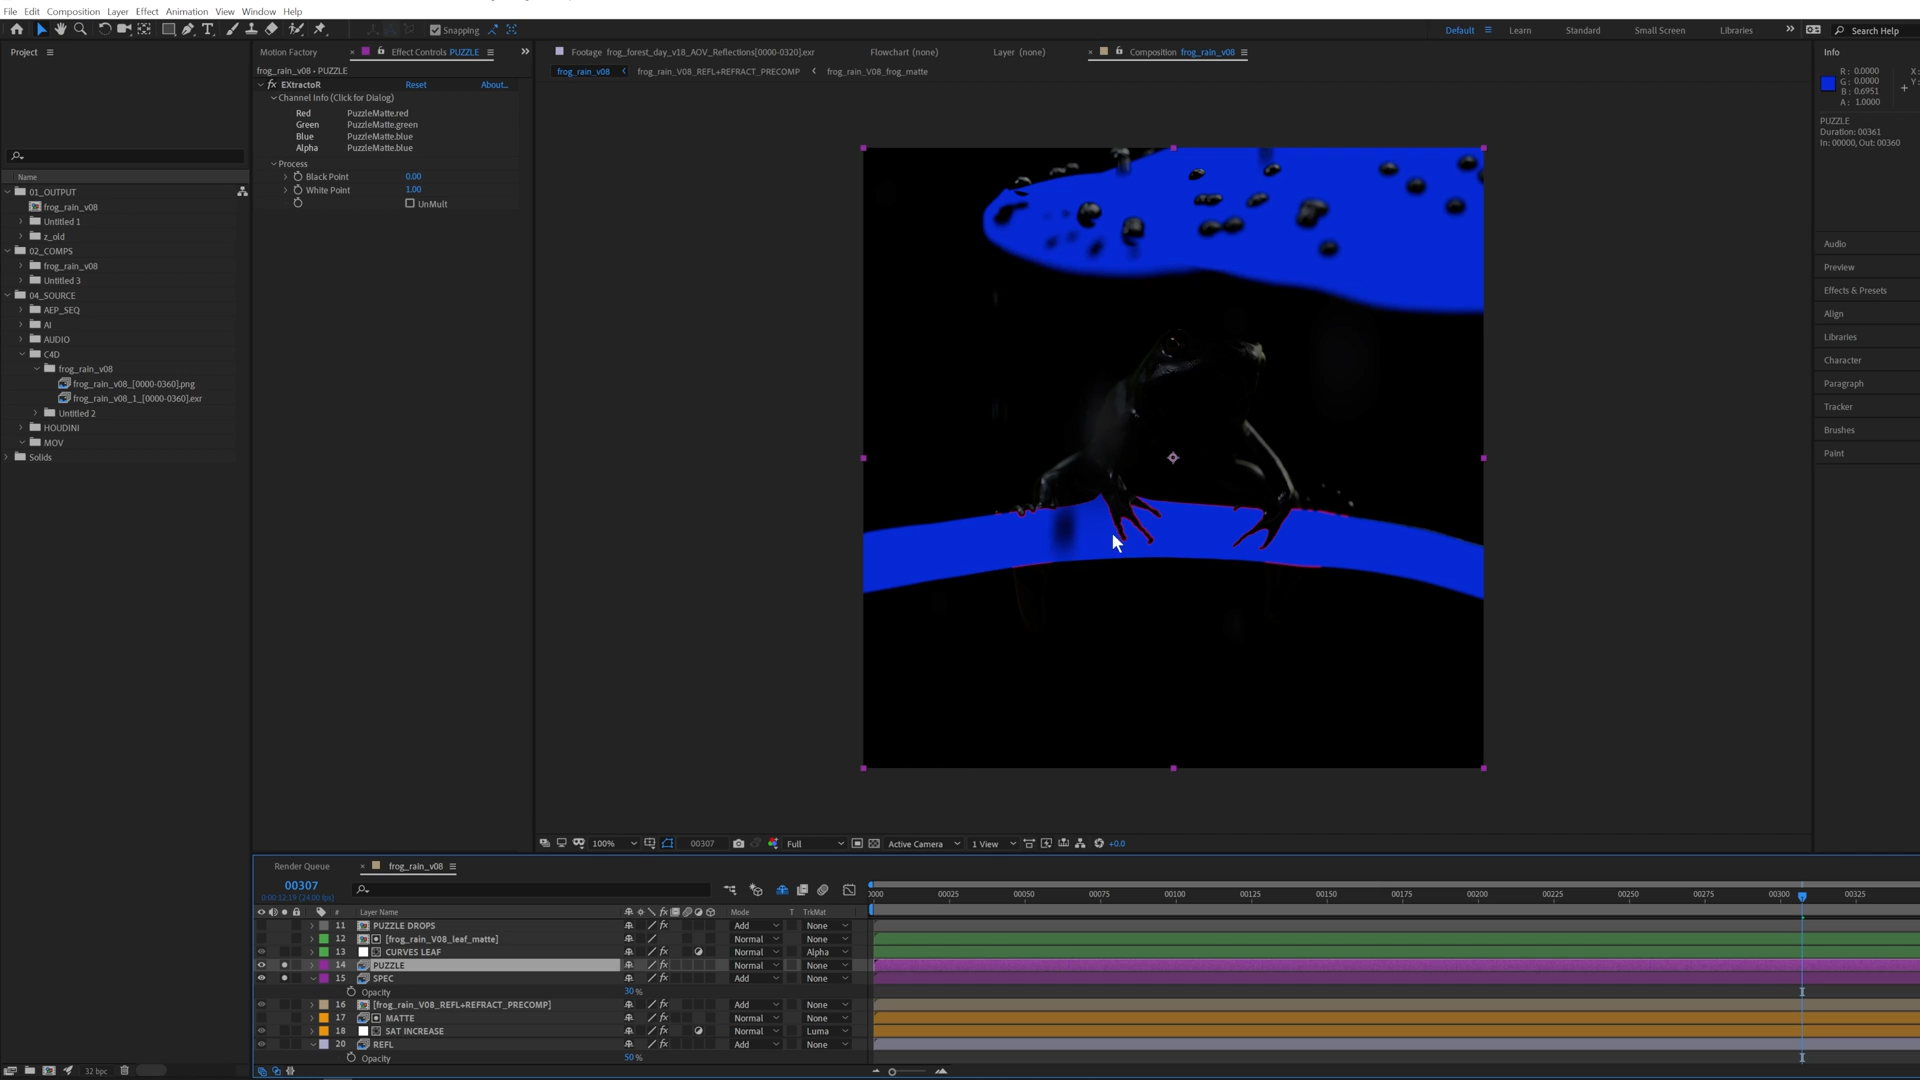 File Edit Composition Layer Effect Animation View Window Help
Snapping
Default Learn Standard Small Screen Libraries Search Help
Project
Motion Factory Effect Controls PUZZLE
Footage frog_forest_day_v18_AOV_Reflections[0000-0320].exr Flowchart (none) Layer (none) Composition frog_rain_v08
Info
frog_rain_v08 • PUZZLE
frog_rain_v08 frog_rain_V08_REFL+REFRACT_PRECOMP frog_rain_V08_frog_matte
EXtractoR Reset About...
Channel Info (Click for Dialog)
Red PuzzleMatte.red
Green PuzzleMatte.green
Blue PuzzleMatte.blue
Alpha PuzzleMatte.blue
Process
Black Point 0.00
White Point 1.00
UnMult
R: 0.0000
G: 0.0000
B: 0.6951
A: 1.0000
X:
Y:
PUZZLE
Duration: 00361
In: 00000, Out: 00360
Name
01_OUTPUT
frog_rain_v08
Untitled 1
z_old
02_COMPS
frog_rain_v08
Untitled 3
04_SOURCE
AEP_SEQ
AI
AUDIO
C4D
frog_rain_v08
frog_rain_v08_[0000-0360].png
frog_rain_v08_1_[0000-0360].exr
Untitled 2
HOUDINI
MOV
Solids
Audio
Preview
Effects & Presets
Align
Libraries
Character
Paragraph
Tracker
Brushes
Paint
100% 00307 Full Active Camera 1 View +0.0
Render Queue frog_rain_v08
00307
0:00:12:19 (24.00 fps)
0000 00025 00050 00075 00100 00125 00150 00175 00200 00225 00250 00275 00300 00325
# Layer Name Mode T TrkMat
11 PUZZLE DROPS Add None
12 [frog_rain_V08_leaf_matte] Normal None
13 CURVES LEAF Normal Alpha
14 PUZZLE Normal None
15 SPEC Add None
Opacity 30 %
16 [frog_rain_V08_REFL+REFRACT_PRECOMP] Add None
17 MATTE Normal None
18 SAT INCREASE Normal Luma
20 REFL Add None
Opacity 50 %
32 bpc